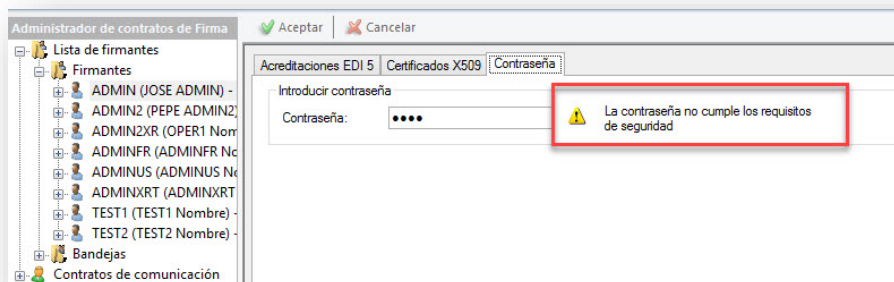 Administrador de contratos de Firma
Aceptar
Cancelar
Lista de firmantes
Firmantes
ADMIN (JOSE ADMIN) -
ADMIN2 (PEPE ADMIN2)
ADMIN2XR (OPER1 Nom
ADMINFR (ADMINFR No
ADMINUS (ADMINUS No
ADMINXRT (ADMINXRT
TEST1 (TEST1 Nombre) -
TEST2 (TEST2 Nombre) -
Bandejas
Contratos de comunicación
Acreditaciones EDI 5 Certificados X509 Contraseña
Introducir contraseña
Contraseña: ●●●●
La contraseña no cumple los requisitos
de seguridad